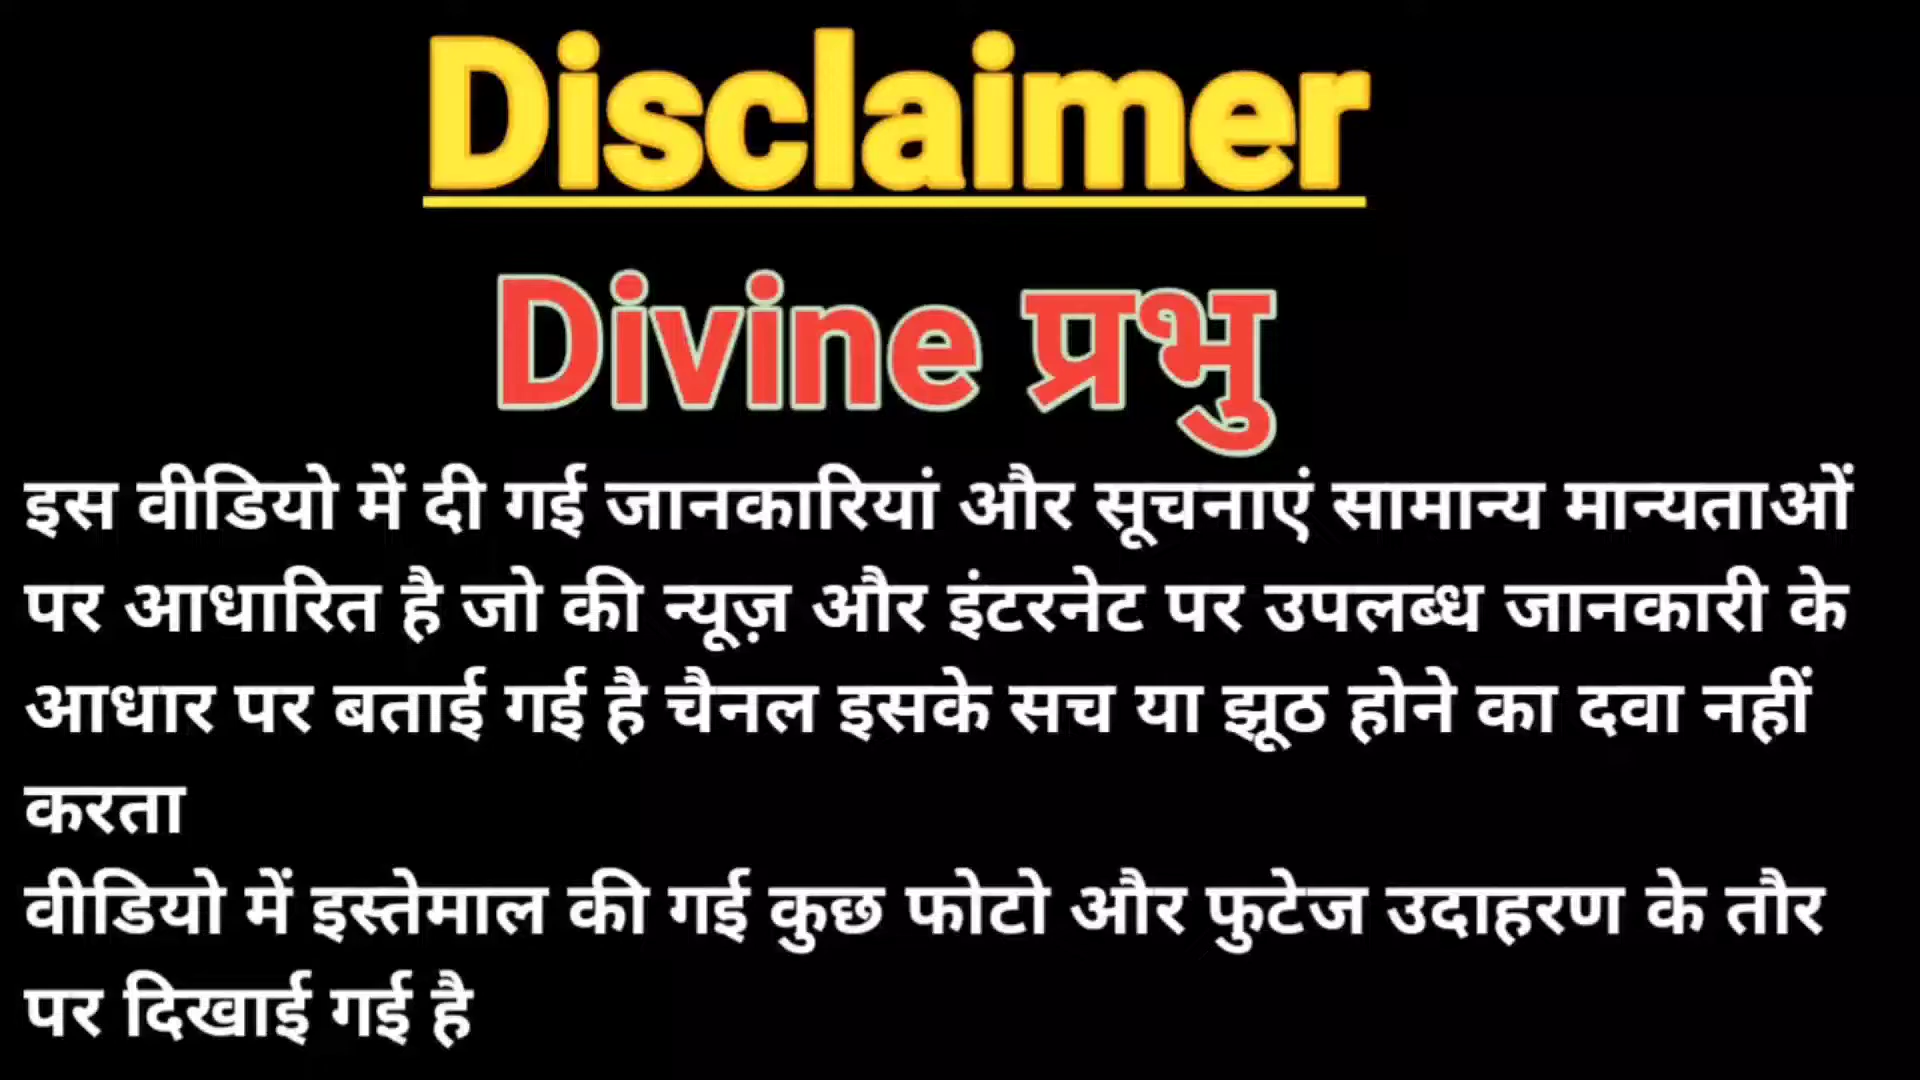 Disclaimer
Divine प्रभु
इस वीडियो में दी गई जानकारियां और सूचनाएं सामान्य मान्यताओं
पर आधारित है जो की न्यूज़ और इंटरनेट पर उपलब्ध जानकारी के
आधार पर बताई गई है चैनल इसके सच या झूठ होने का दवा नहीं
करता
वीडियो में इस्तेमाल की गई कुछ फोटो और फुटेज उदाहरण के तौर
पर दिखाई गई है